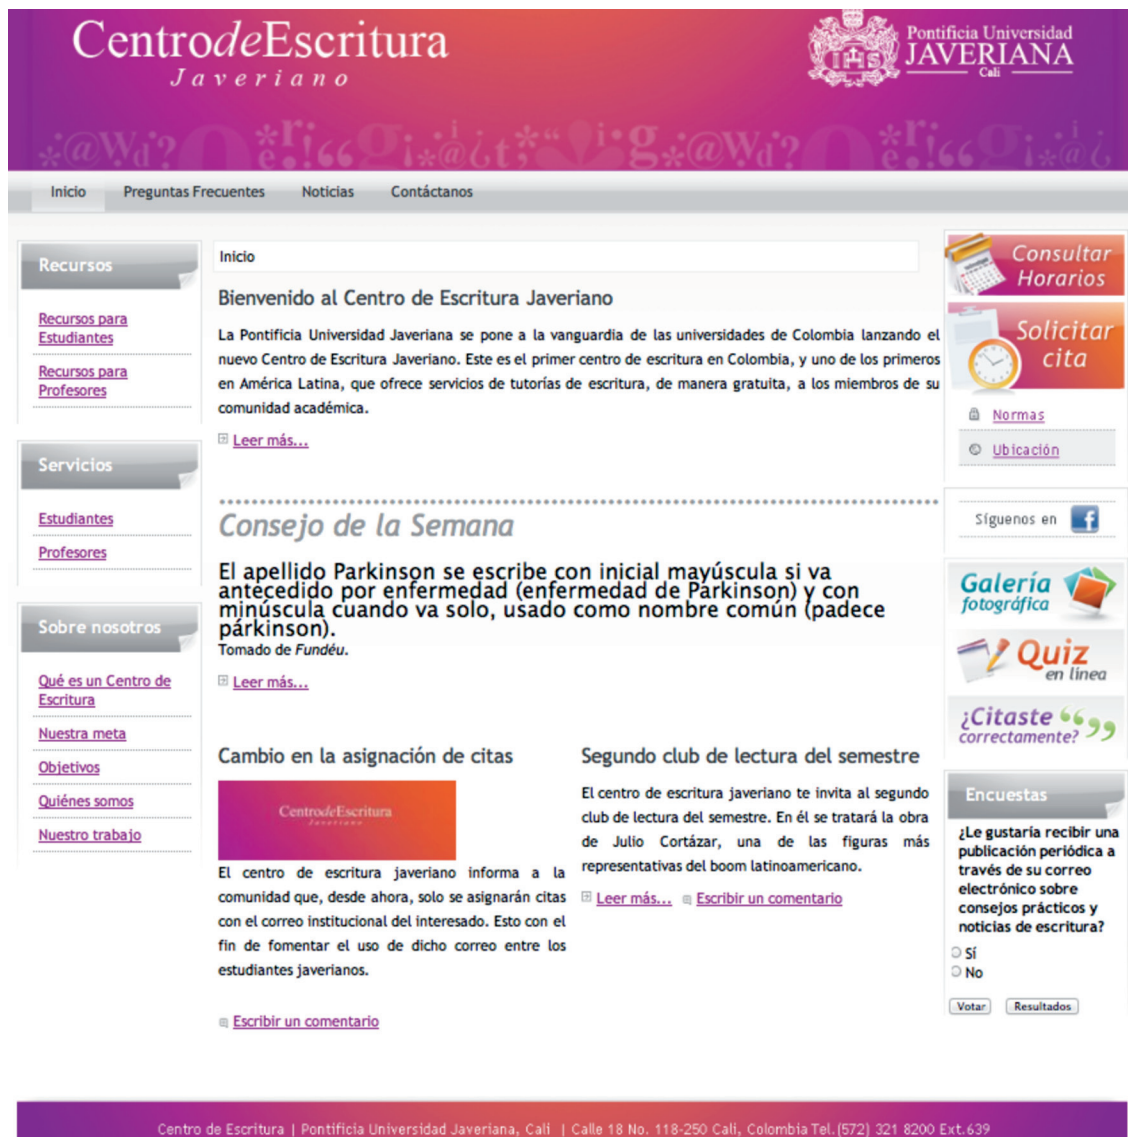 CentrodeEscritura
Javeriano
Pontificia Universidad
JAVERIANA
Cali
IHS
Inicio
Preguntas Frecuentes
Noticias
Contáctanos
Recursos
Recursos para
Estudiantes
Recursos para
Profesores
Servicios
Estudiantes
Profesores
Sobre nosotros
Qué es un Centro de
Escritura
Nuestra meta
Objetivos
Quiénes somos
Nuestro trabajo
Inicio
Bienvenido al Centro de Escritura Javeriano
La Pontificia Universidad Javeriana se pone a la vanguardia de las universidades de Colombia lanzando el
nuevo Centro de Escritura Javeriano. Este es el primer centro de escritura en Colombia, y uno de los primeros
en América Latina, que ofrece servicios de tutorías de escritura, de manera gratuita, a los miembros de su
comunidad académica.
Leer más...
Consejo de la Semana
El apellido Parkinson se escribe con inicial mayúscula si va
antecedido por enfermedad (enfermedad de Parkinson) y con
minúscula cuando va solo, usado como nombre común (padece
párkinson).
Tomado de Fundéu.
Leer más...
Cambio en la asignación de citas
CentrodeEscritura
Javeriano
El centro de escritura javeriano informa a la
comunidad que, desde ahora, solo se asignarán citas
con el correo institucional del interesado. Esto con el
fin de fomentar el uso de dicho correo entre los
estudiantes javerianos.
Escribir un comentario
Segundo club de lectura del semestre
El centro de escritura javeriano te invita al segundo
club de lectura del semestre. En él se tratará la obra
de Julio Cortázar, una de las figuras más
representativas del boom latinoamericano.
Leer más... Escribir un comentario
Consultar
Horarios
Solicitar
cita
Normas
Ubicación
Síguenos en f
Galería
fotográfica
Quiz
en línea
¿Citaste
correctamente?
Encuestas
¿Le gustaría recibir una
publicación periódica a
través de su correo
electrónico sobre
consejos prácticos y
noticias de escritura?
Sí
No
Votar Resultados
Centro de Escritura | Pontificia Universidad Javeriana, Cali | Calle 18 No. 118-250 Cali, Colombia Tel.(572) 321 8200 Ext.639